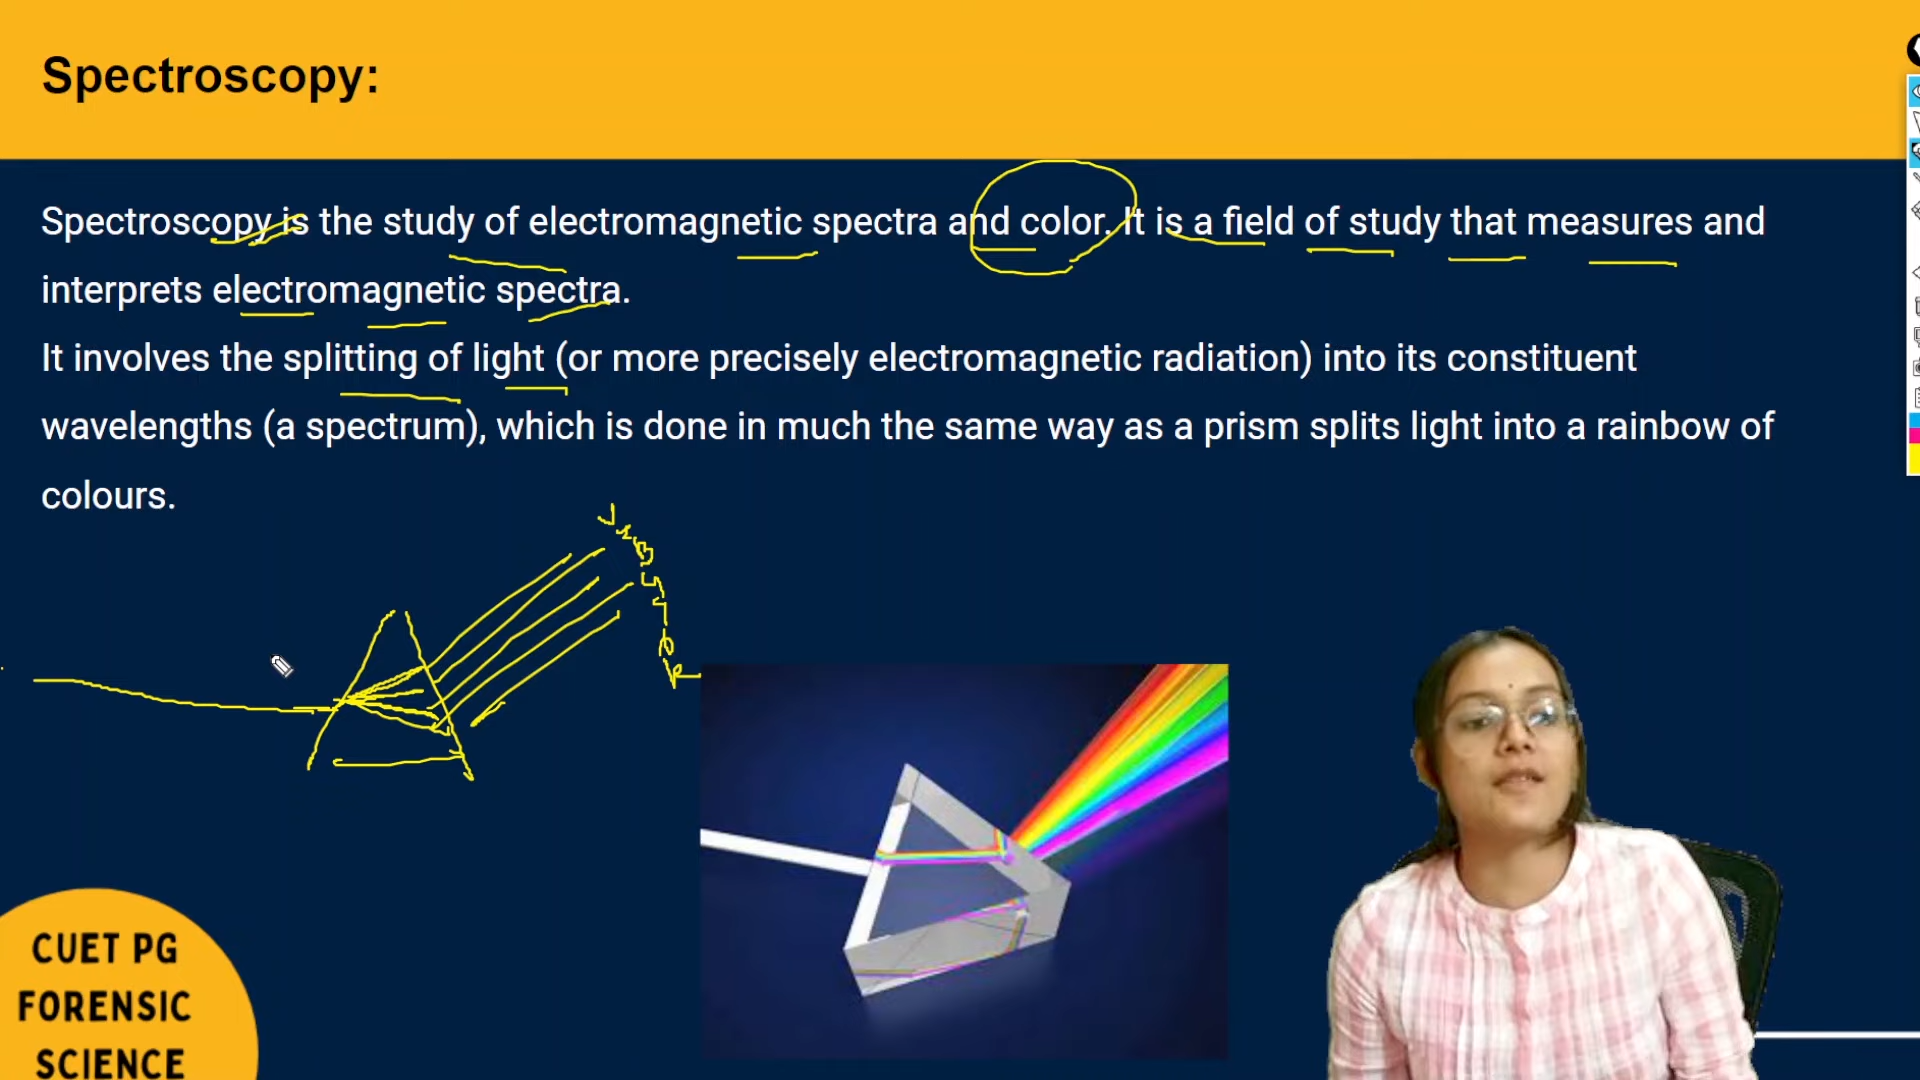 Spectroscopy:
Spectroscopy is the study of electromagnetic spectra and color. It is a field of study that measures and
interprets electromagnetic spectra.
It involves the splitting of light (or more precisely electromagnetic radiation) into its constituent
wavelengths (a spectrum), which is done in much the same way as a prism splits light into a rainbow of
colours.
CUET PG
FORENSIC
SCIENCE